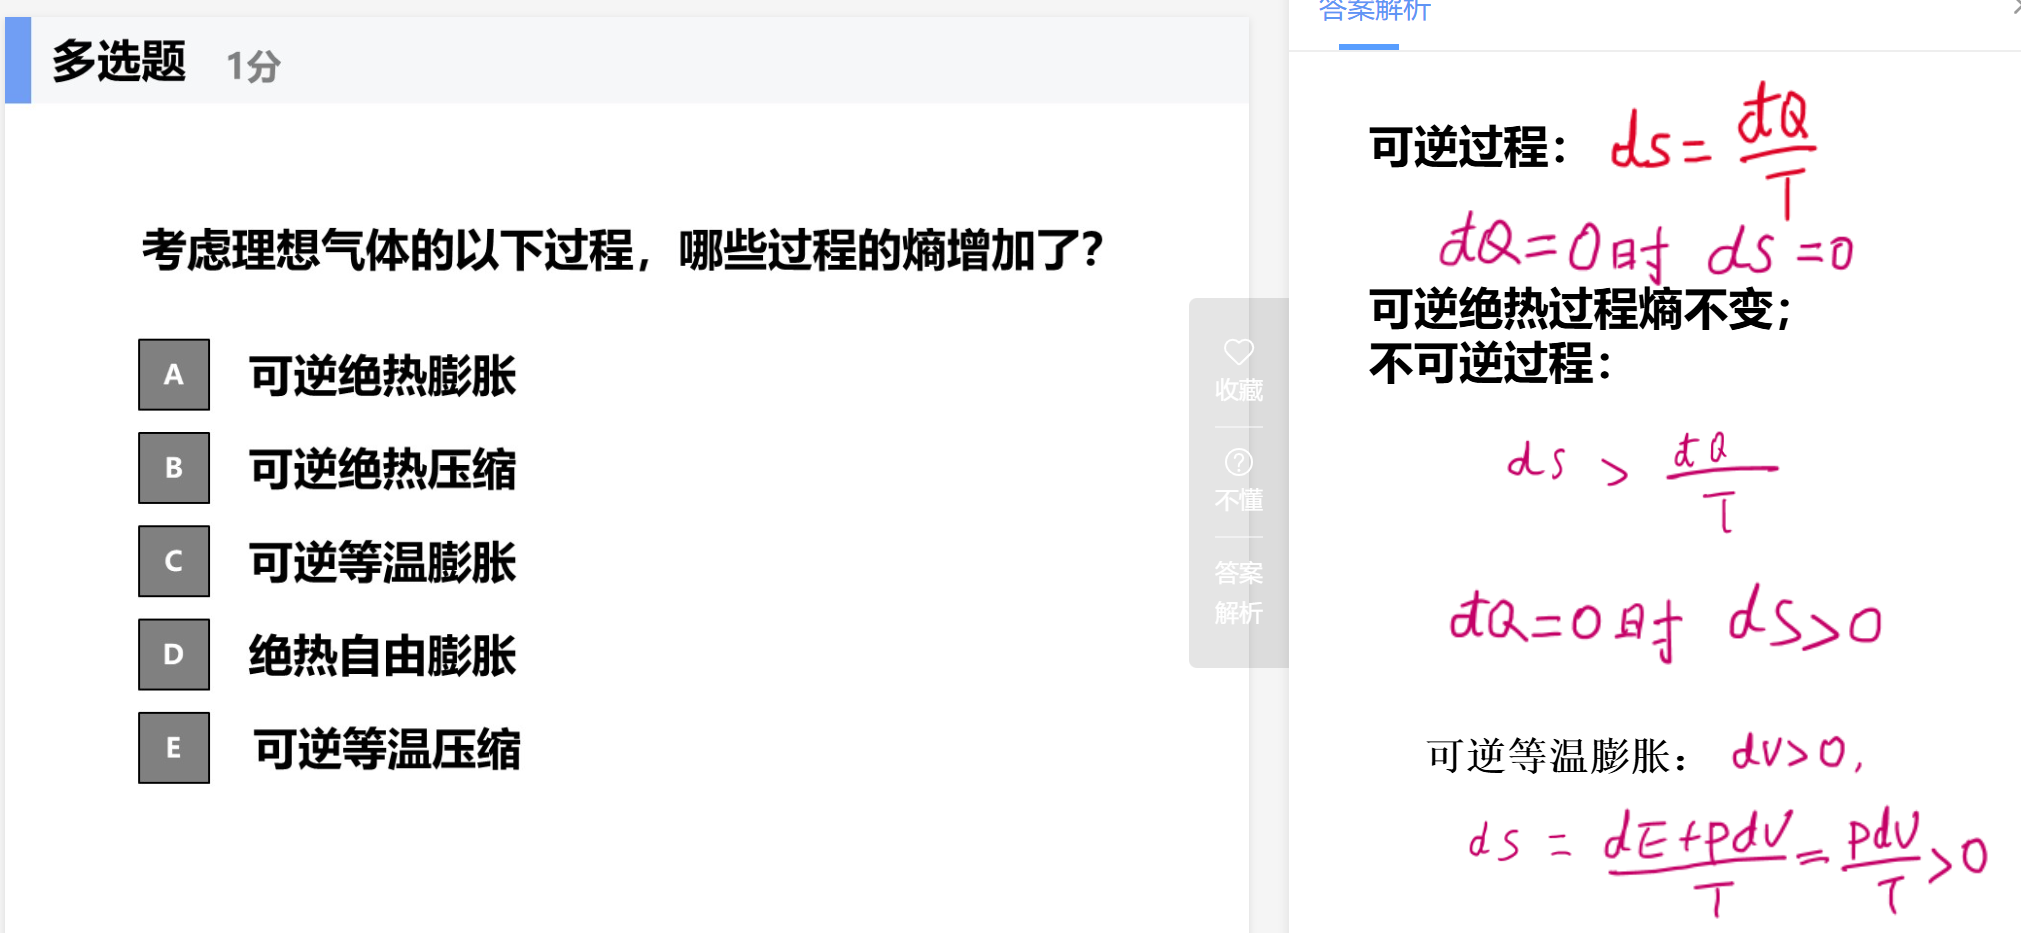 多选题 1分
考虑理想气体的以下过程，哪些过程的熵增加了？
A 可逆绝热膨胀
B 可逆绝热压缩
C 可逆等温膨胀
D 绝热自由膨胀
E 可逆等温压缩
收藏
不懂
答案
解析
答案解析
可逆过程： ds = dQ/T
dQ=0时 ds=0
可逆绝热过程熵不变；
不可逆过程：
ds > dQ/T
dQ=0时 ds>0
可逆等温膨胀： dV>0,
ds = dE+pdV/T = pdV/T >0